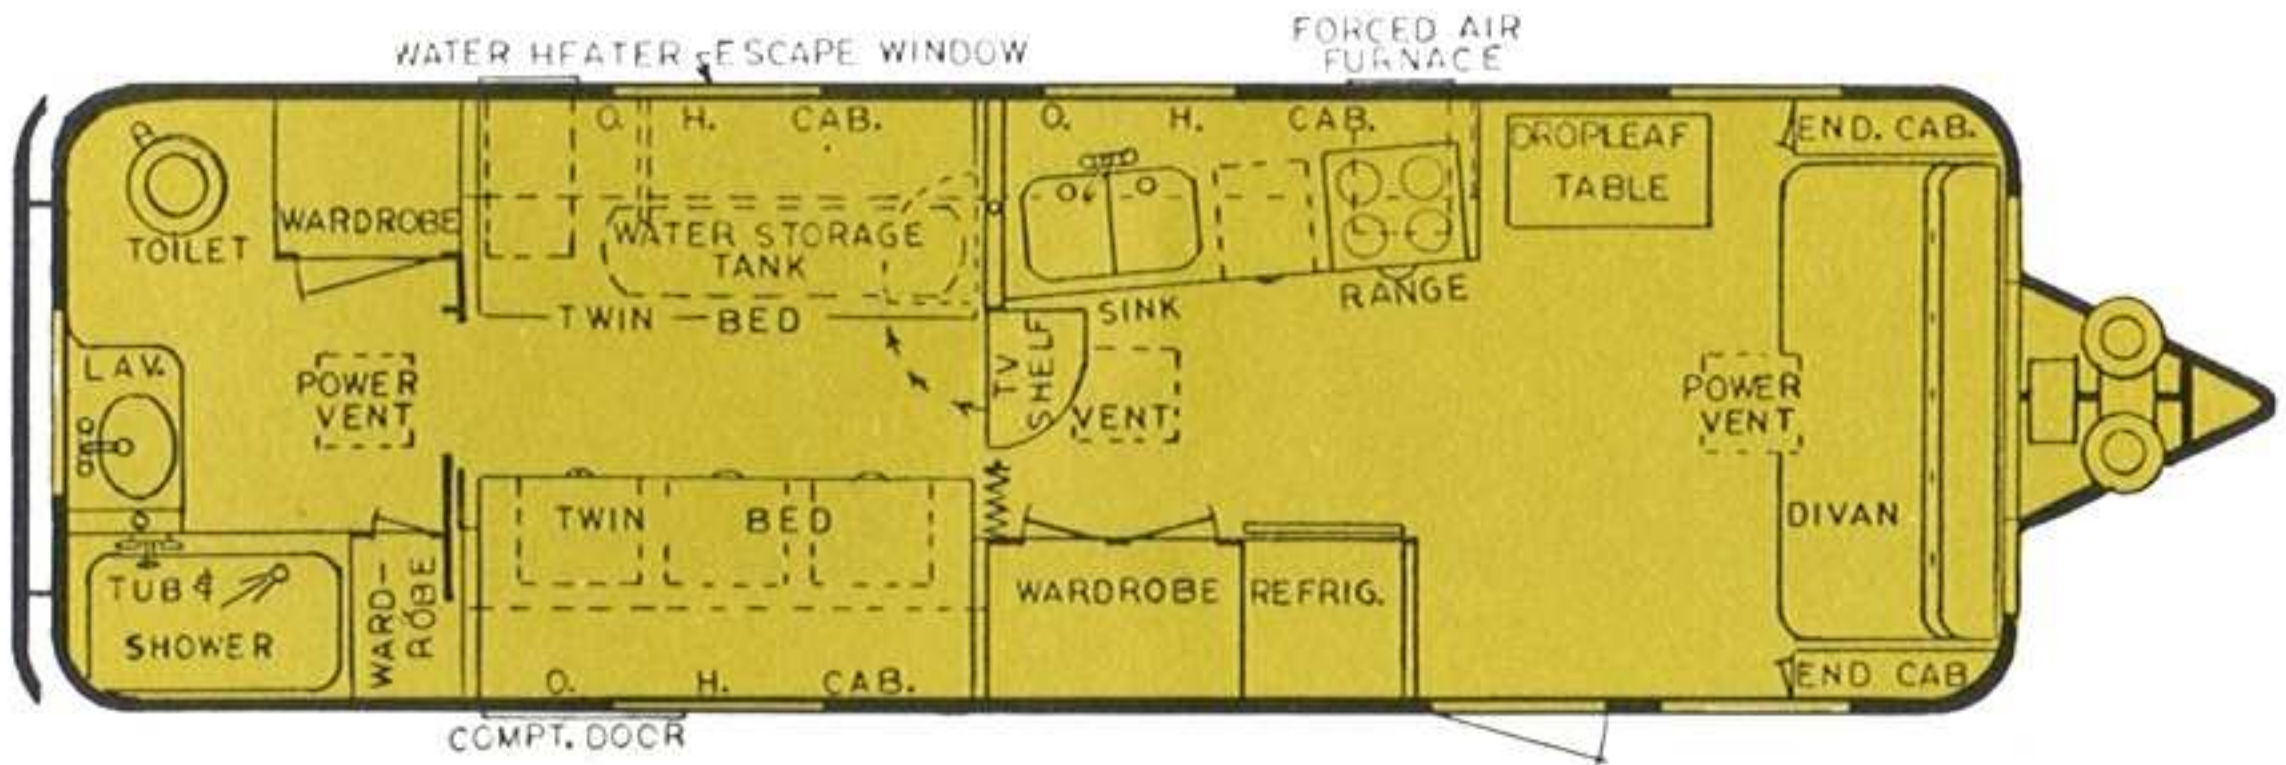 WATER HEATER
ESCAPE WINDOW
FORCED AIR
FURNACE
O. H. CAB.
O. H. CAB.
DROPLEAF
TABLE
END. CAB.
TOILET
WARDROBE
WATER STORAGE
TANK
TWIN BED
SINK
RANGE
LAV.
POWER
VENT
TV
SHELF
VENT
POWER
VENT
DIVAN
TWIN BED
TUB &
SHOWER
WARD-
ROBE
WARDROBE
REFRIG.
O. H. CAB.
END CAB
COMPT. DOOR